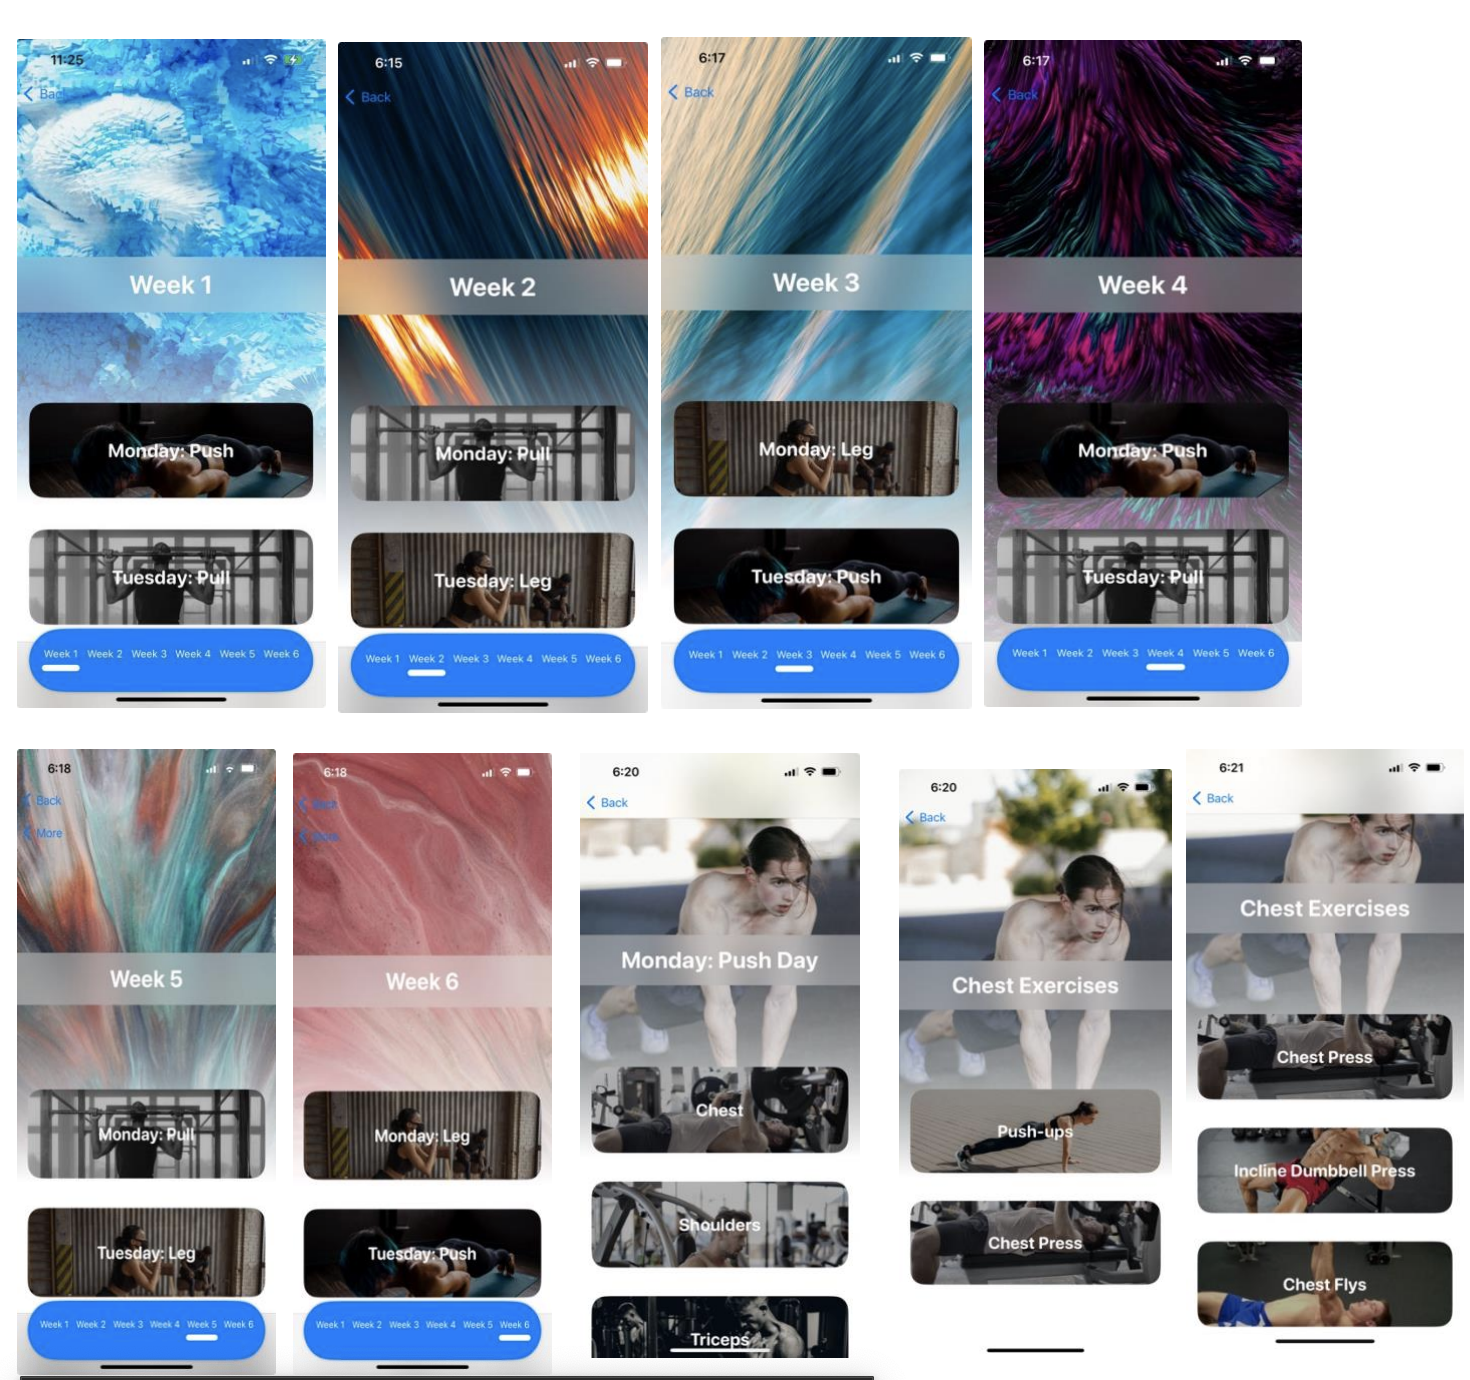 11:25
Back
Week 1
Monday: Push
Tuesday: Pull
Week 1 Week 2 Week 3 Week 4 Week 5 Week 6
6:15
Back
Week 2
Monday: Pull
Tuesday: Leg
Week 1 Week 2 Week 3 Week 4 Week 5 Week 6
6:17
Back
Week 3
Monday: Leg
Tuesday: Push
Week 1 Week 2 Week 3 Week 4 Week 5 Week 6
6:17
Back
Week 4
Monday: Push
Tuesday: Pull
Week 1 Week 2 Week 3 Week 4 Week 5 Week 6
6:18
Back
More
Week 5
Monday: Pull
Tuesday: Leg
Week 1 Week 2 Week 3 Week 4 Week 5 Week 6
6:18
Back
More
Week 6
Monday: Leg
Tuesday: Push
Week 1 Week 2 Week 3 Week 4 Week 5 Week 6
6:20
Back
Monday: Push Day
Chest
Shoulders
Triceps
6:20
Back
Chest Exercises
Push-ups
Chest Press
6:21
Back
Chest Exercises
Chest Press
Incline Dumbbell Press
Chest Flys